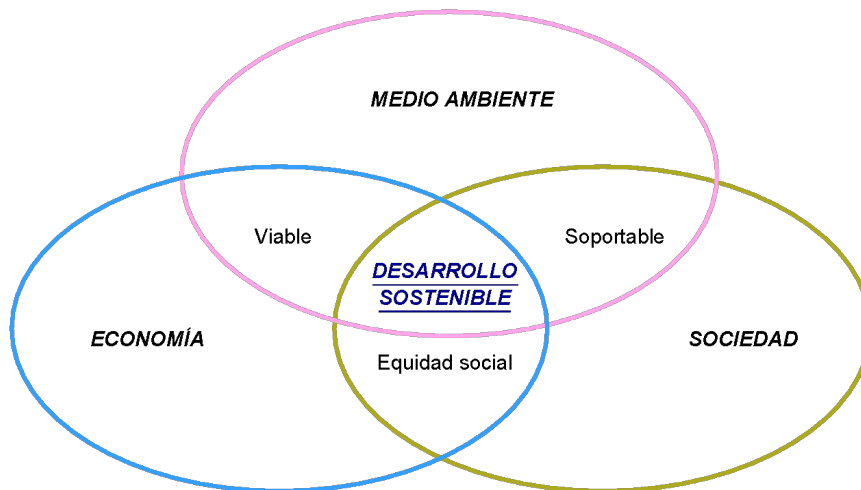 MEDIO AMBIENTE
Viable
Soportable
DESARROLLO
SOSTENIBLE
ECONOMÍA
SOCIEDAD
Equidad social